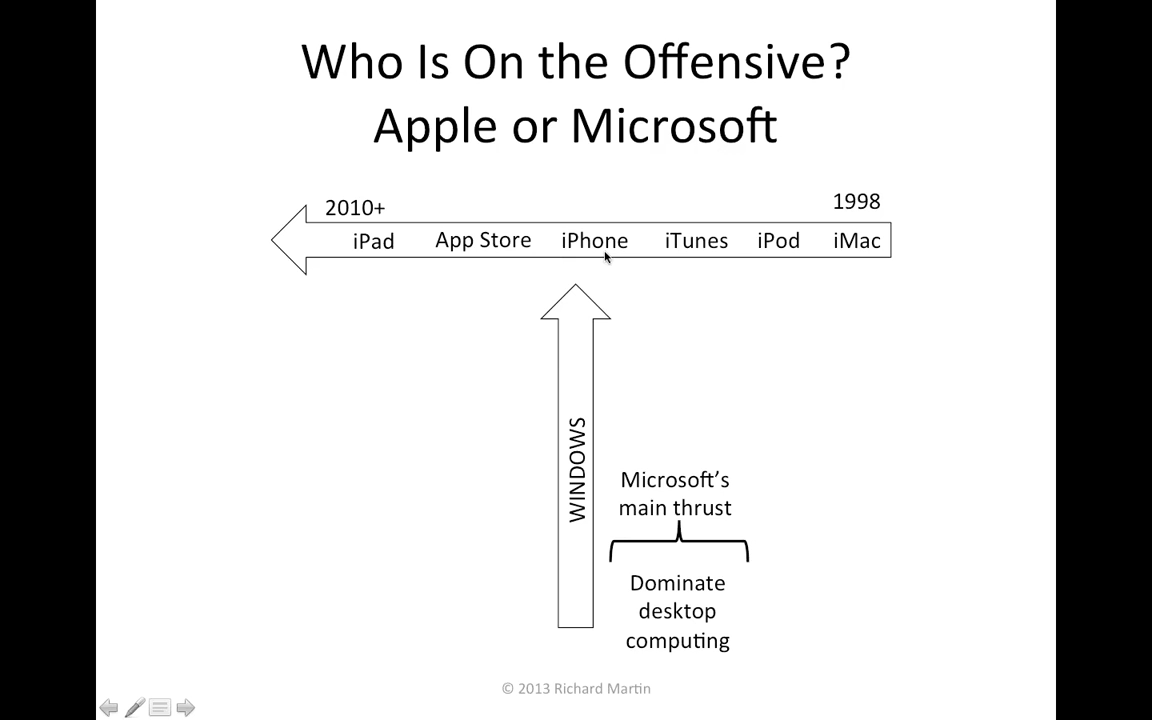 Who Is On the Offensive?
Apple or Microsoft
2010+
1998
iPad
App Store
iPhone
iTunes
iPod
iMac
WINDOWS
Microsoft’s
main thrust
Dominate
desktop
computing
© 2013 Richard Martin